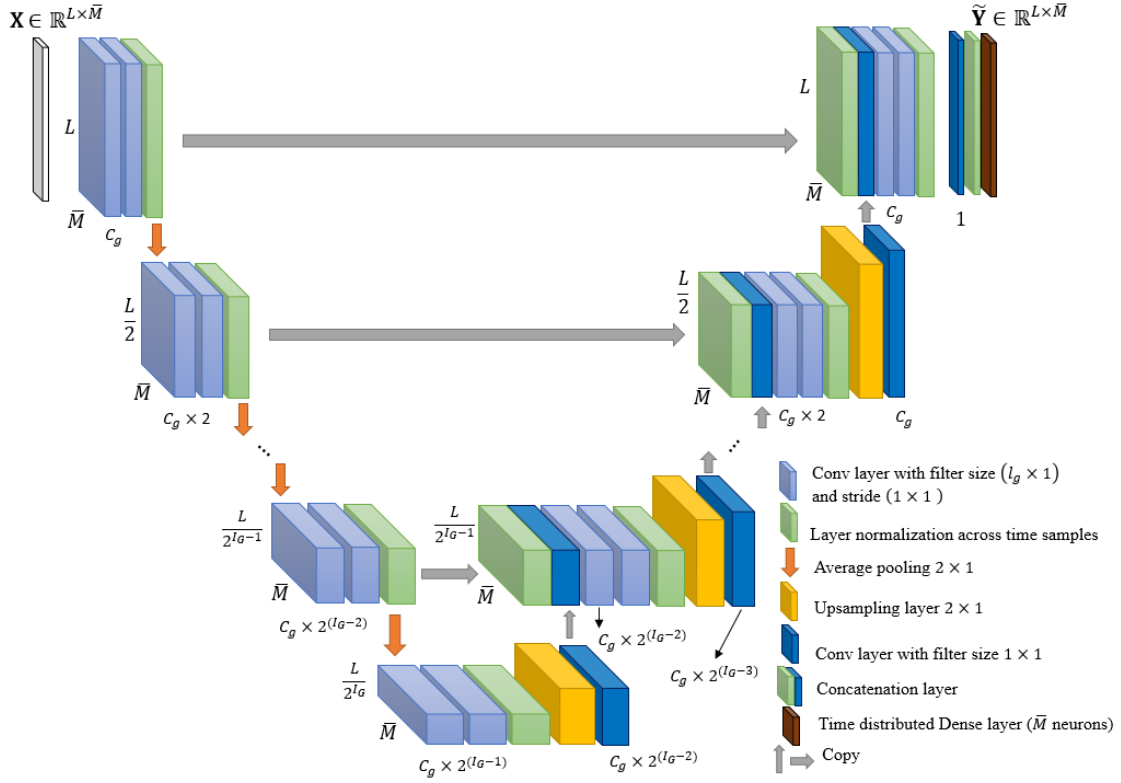 𝐗 ∈ ℝ^{L×M̄}
Ỹ ∈ ℝ^{L×M̄}
L
M̄
C_g
L
M̄
C_g
1
L/2
M̄
C_g × 2
L/2
M̄
C_g × 2
C_g
...
...
L/2^{I_G−1}
M̄
C_g × 2^{(I_G−2)}
L/2^{I_G−1}
M̄
C_g × 2^{(I_G−2)}
C_g × 2^{(I_G−3)}
L/2^{I_G}
M̄
C_g × 2^{(I_G−1)}
C_g × 2^{(I_G−2)}
Conv layer with filter size (l_g × 1)
and stride (1 × 1)
Layer normalization across time samples
Average pooling 2 × 1
Upsampling layer 2 × 1
Conv layer with filter size 1 × 1
Concatenation layer
Time distributed Dense layer (M̄ neurons)
Copy